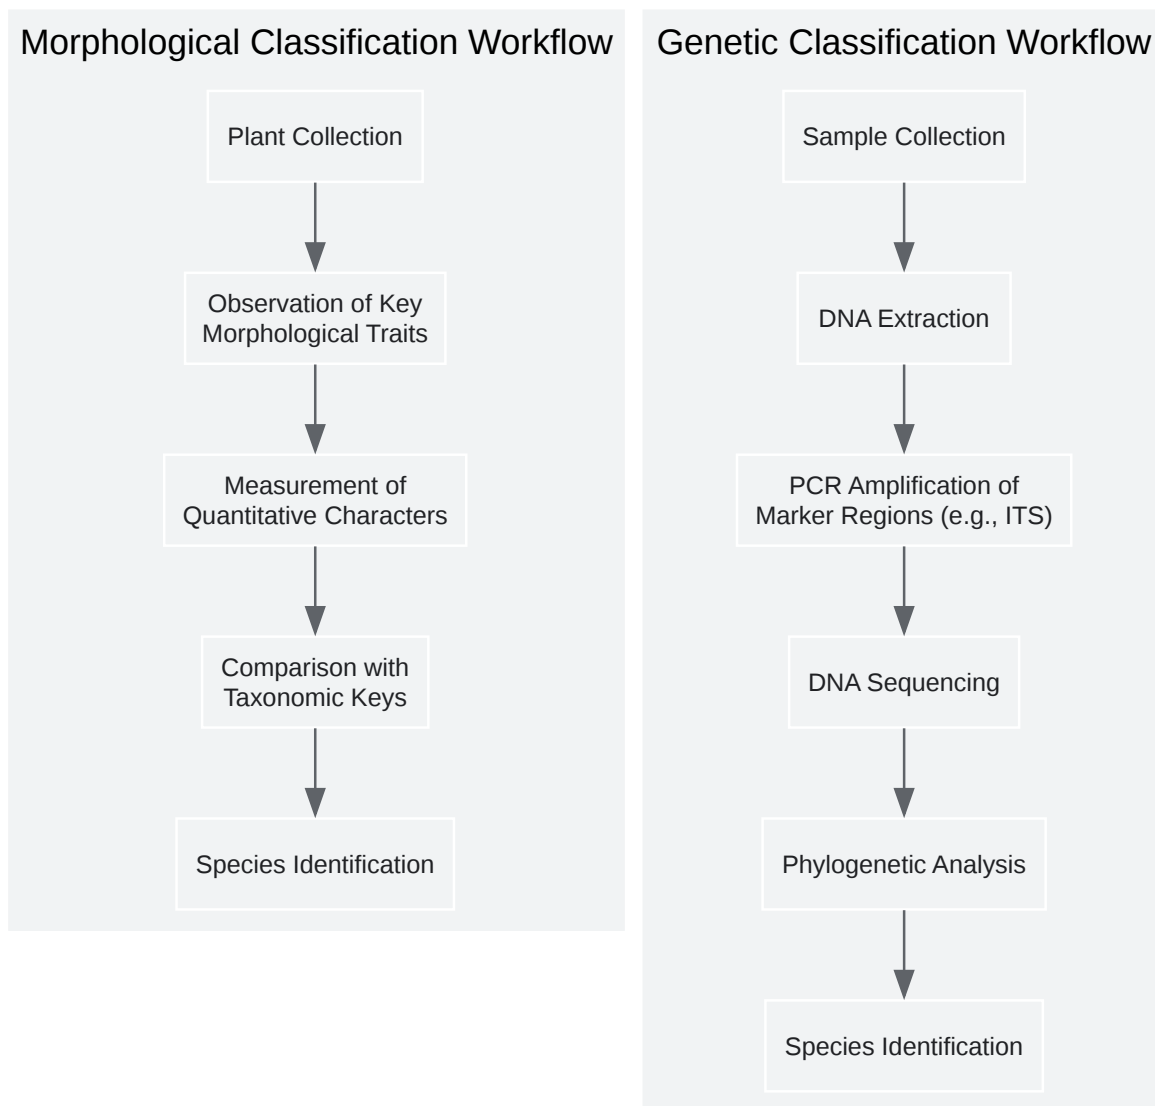 Morphological Classification Workflow
Plant Collection
Observation of Key
Morphological Traits
Measurement of
Quantitative Characters
Comparison with
Taxonomic Keys
Species Identification
Genetic Classification Workflow
Sample Collection
DNA Extraction
PCR Amplification of
Marker Regions (e.g., ITS)
DNA Sequencing
Phylogenetic Analysis
Species Identification